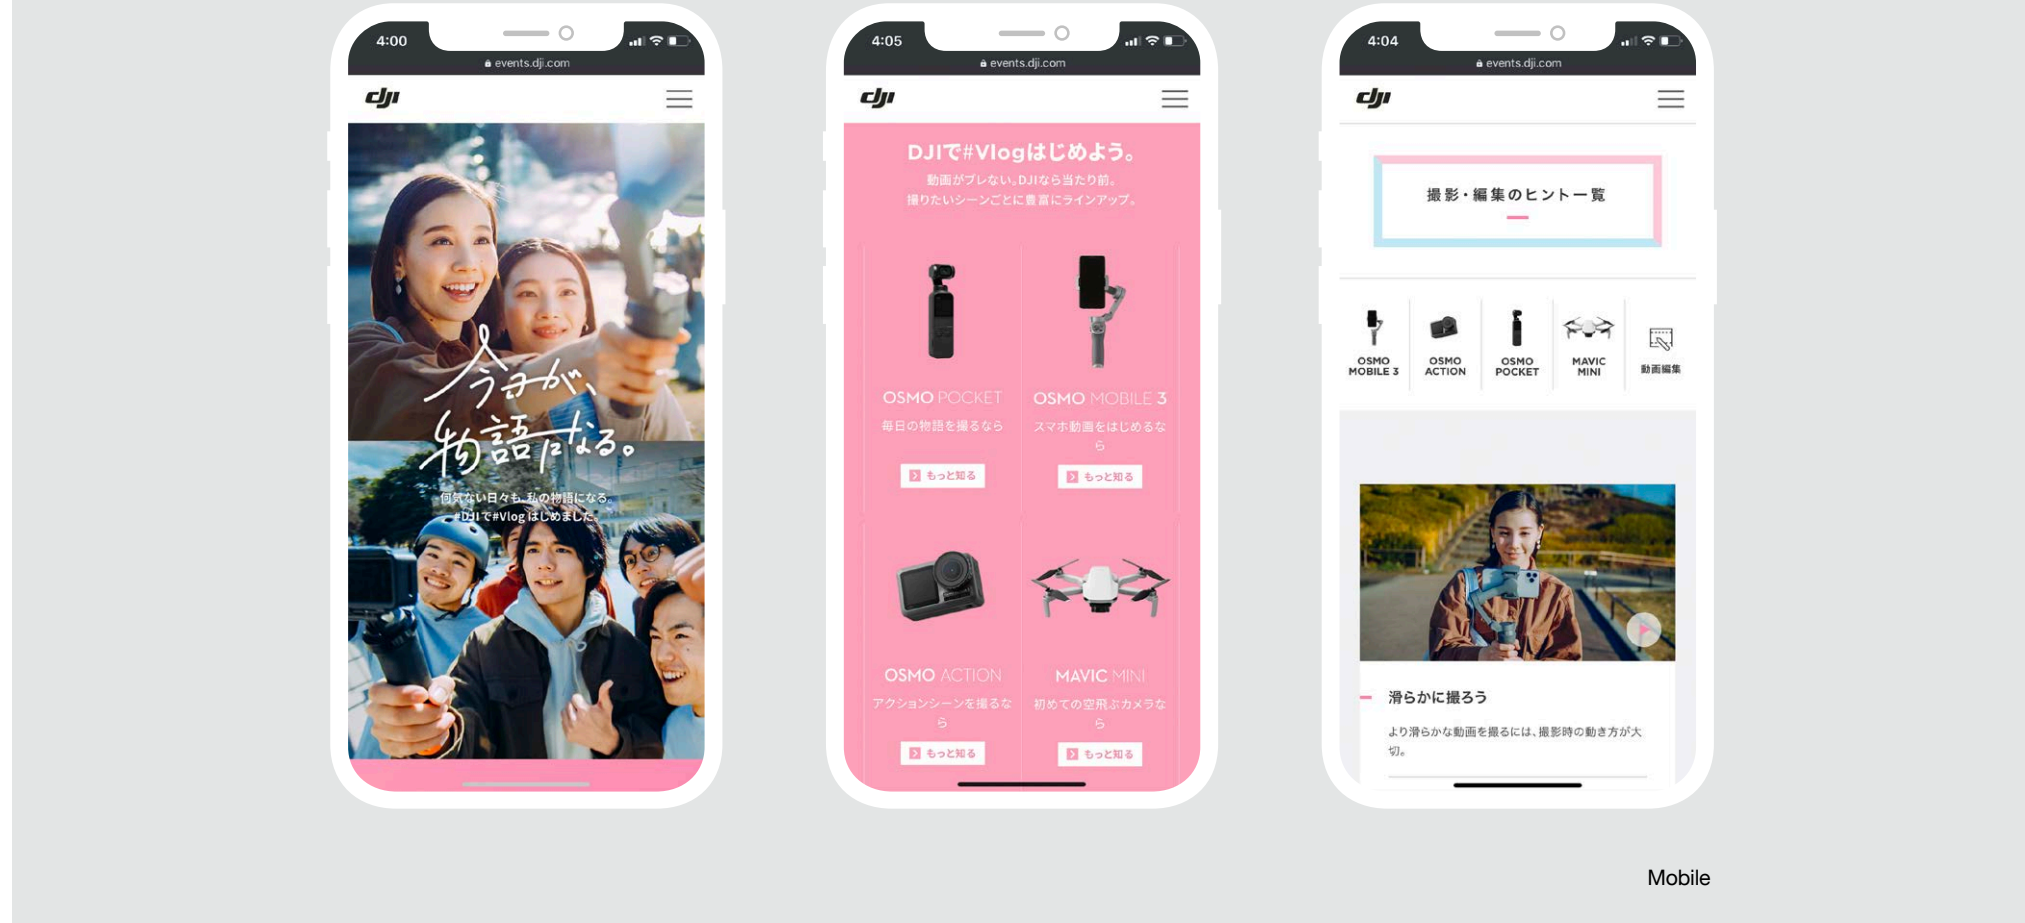 4:00
events.dji.com
dji
今日が、
物語になる。
何気ない日々も、私の物語になる。
#DJIで#Vlogはじめました。
4:05
events.dji.com
dji
DJIで#Vlogはじめよう。
動画がブレない。DJIなら当たり前。
撮りたいシーンごとに豊富にラインアップ。
OSMO POCKET
毎日の物語を撮るなら
もっと知る
OSMO MOBILE 3
スマホ動画をはじめるな
ら
もっと知る
OSMO ACTION
アクションシーンを撮るな
ら
もっと知る
MAVIC MINI
初めての空飛ぶカメラな
ら
もっと知る
4:04
events.dji.com
dji
撮影・編集のヒント一覧
OSMO
MOBILE 3
OSMO
ACTION
OSMO
POCKET
MAVIC
MINI
動画編集
滑らかに撮ろう
より滑らかな動画を撮るには、撮影時の動き方が大
切。
Mobile